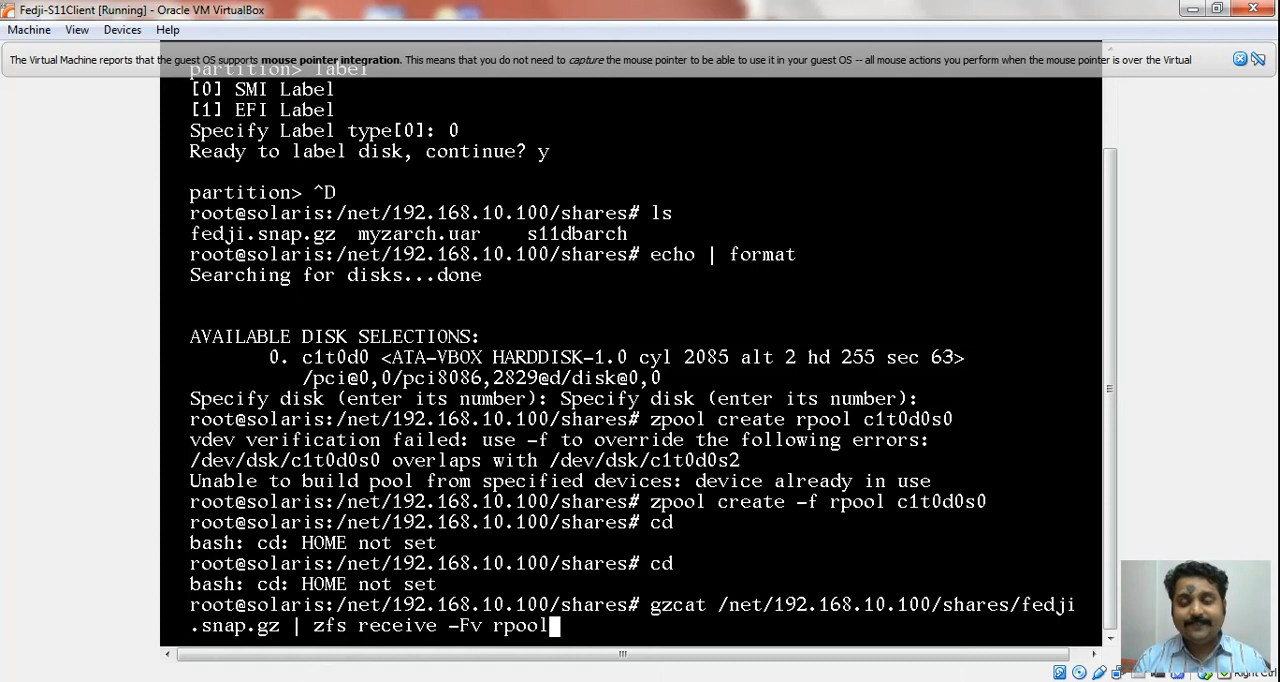 Fedji-S11Client [Running] - Oracle VM VirtualBox
Machine View Devices Help
The Virtual Machine reports that the guest OS supports mouse pointer integration. This means that you do not need to capture the mouse pointer to be able to use it in your guest OS -- all mouse actions you perform when the mouse pointer is over the Virtual
partition> label
[0] SMI Label
[1] EFI Label
Specify Label type[0]: 0
Ready to label disk, continue? y
partition> ^D
root@solaris:/net/192.168.10.100/shares# ls
fedji.snap.gz myzarch.uar s11dbarch
root@solaris:/net/192.168.10.100/shares# echo | format
Searching for disks...done
AVAILABLE DISK SELECTIONS:
0. c1t0d0 <ATA-VBOX HARDDISK-1.0 cyl 2085 alt 2 hd 255 sec 63>
/pci@0,0/pci8086,2829@d/disk@0,0
Specify disk (enter its number): Specify disk (enter its number):
root@solaris:/net/192.168.10.100/shares# zpool create rpool c1t0d0s0
vdev verification failed: use -f to override the following errors:
/dev/dsk/c1t0d0s0 overlaps with /dev/dsk/c1t0d0s2
Unable to build pool from specified devices: device already in use
root@solaris:/net/192.168.10.100/shares# zpool create -f rpool c1t0d0s0
root@solaris:/net/192.168.10.100/shares# cd
bash: cd: HOME not set
root@solaris:/net/192.168.10.100/shares# cd
bash: cd: HOME not set
root@solaris:/net/192.168.10.100/shares# gzcat /net/192.168.10.100/shares/fedji
.snap.gz | zfs receive -Fv rpool
Right Ctrl